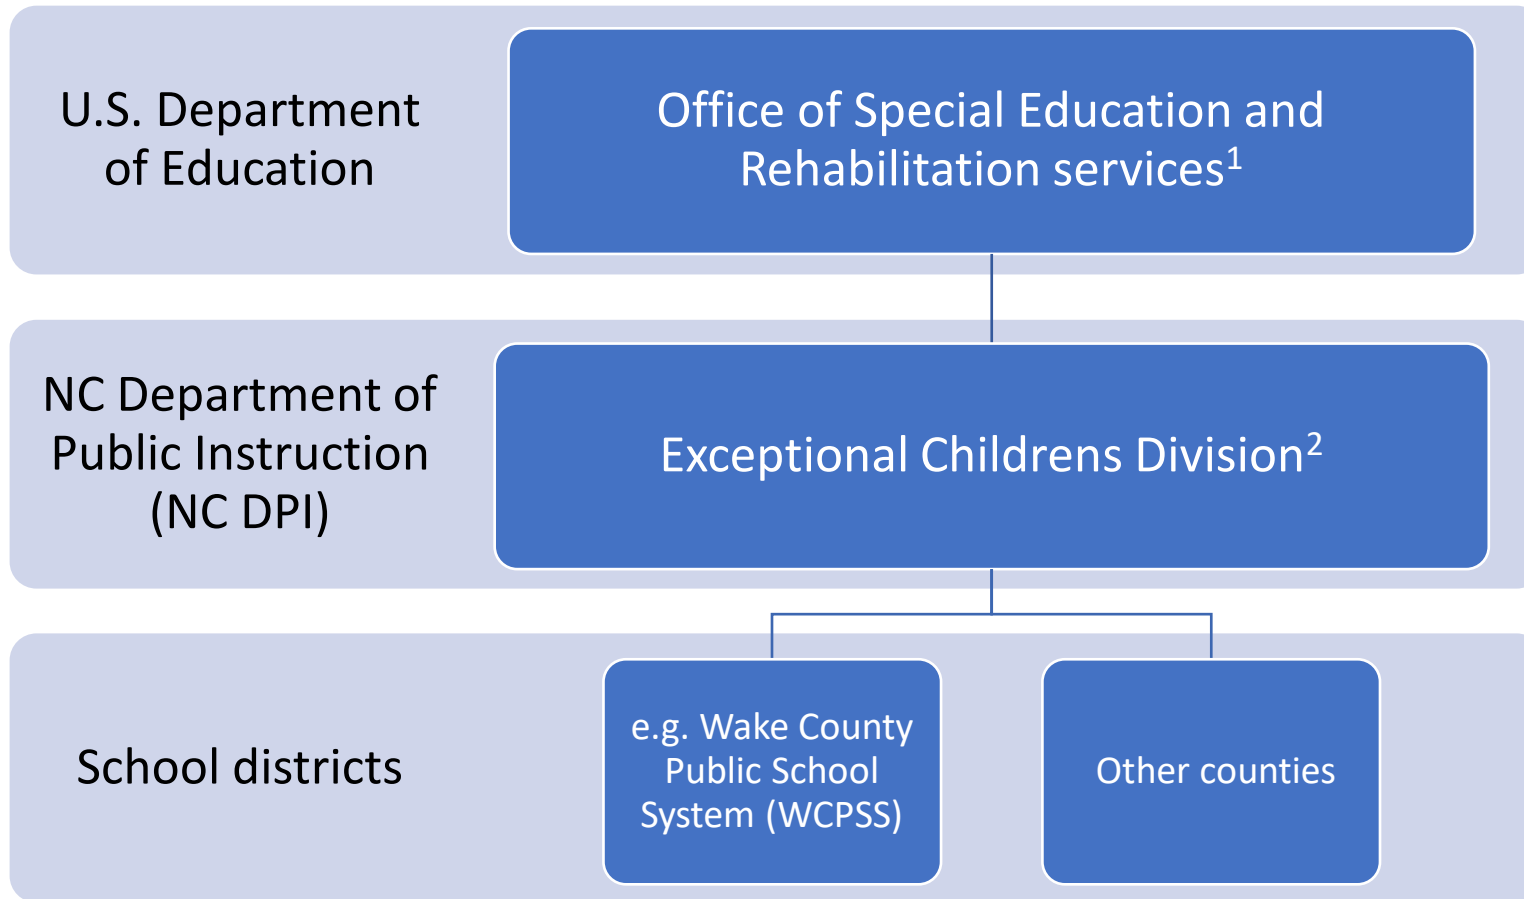 U.S. Department
of Education
Office of Special Education and
Rehabilitation services¹
NC Department of
Public Instruction
(NC DPI)
Exceptional Childrens Division²
School districts
e.g. Wake County
Public School
System (WCPSS)
Other counties